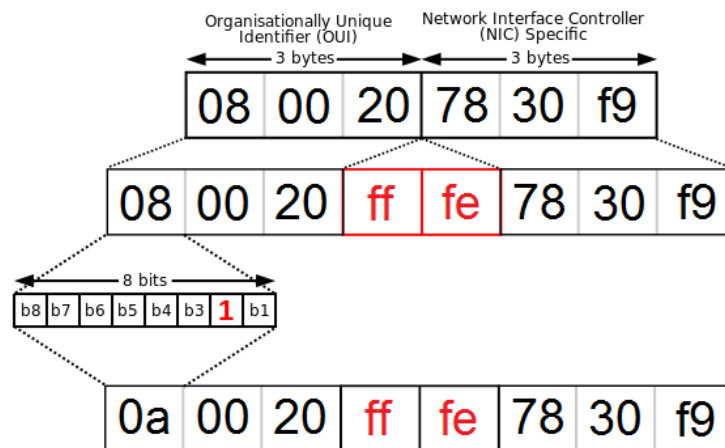 Organisationally Unique
Identifier (OUI)
Network Interface Controller
(NIC) Specific
3 bytes
3 bytes
08 00 20 78 30 f9
08 00 20 ff fe 78 30 f9
8 bits
b8 b7 b6 b5 b4 b3 1 b1
0a 00 20 ff fe 78 30 f9